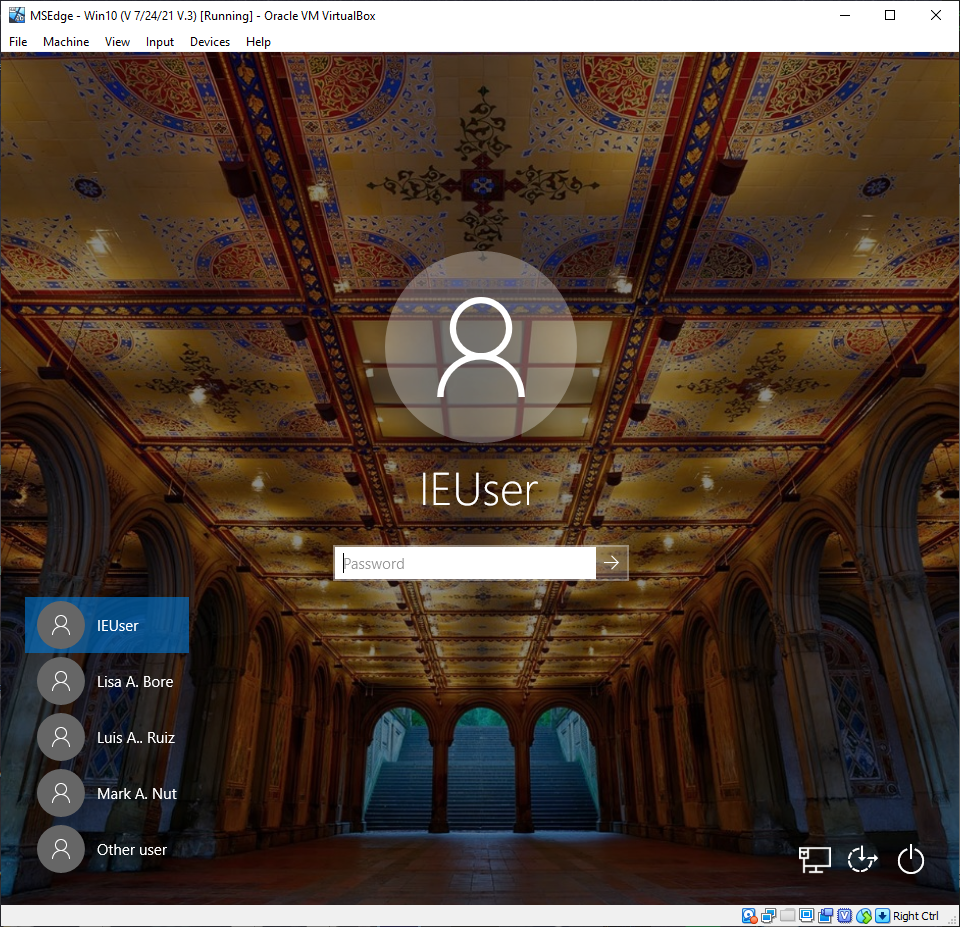 MSEdge - Win10 (V 7/24/21 V.3) [Running] - Oracle VM VirtualBox
File Machine View Input Devices Help
IEUser
Password
IEUser
Lisa A. Bore
Luis A.. Ruiz
Mark A. Nut
Other user
Right Ctrl